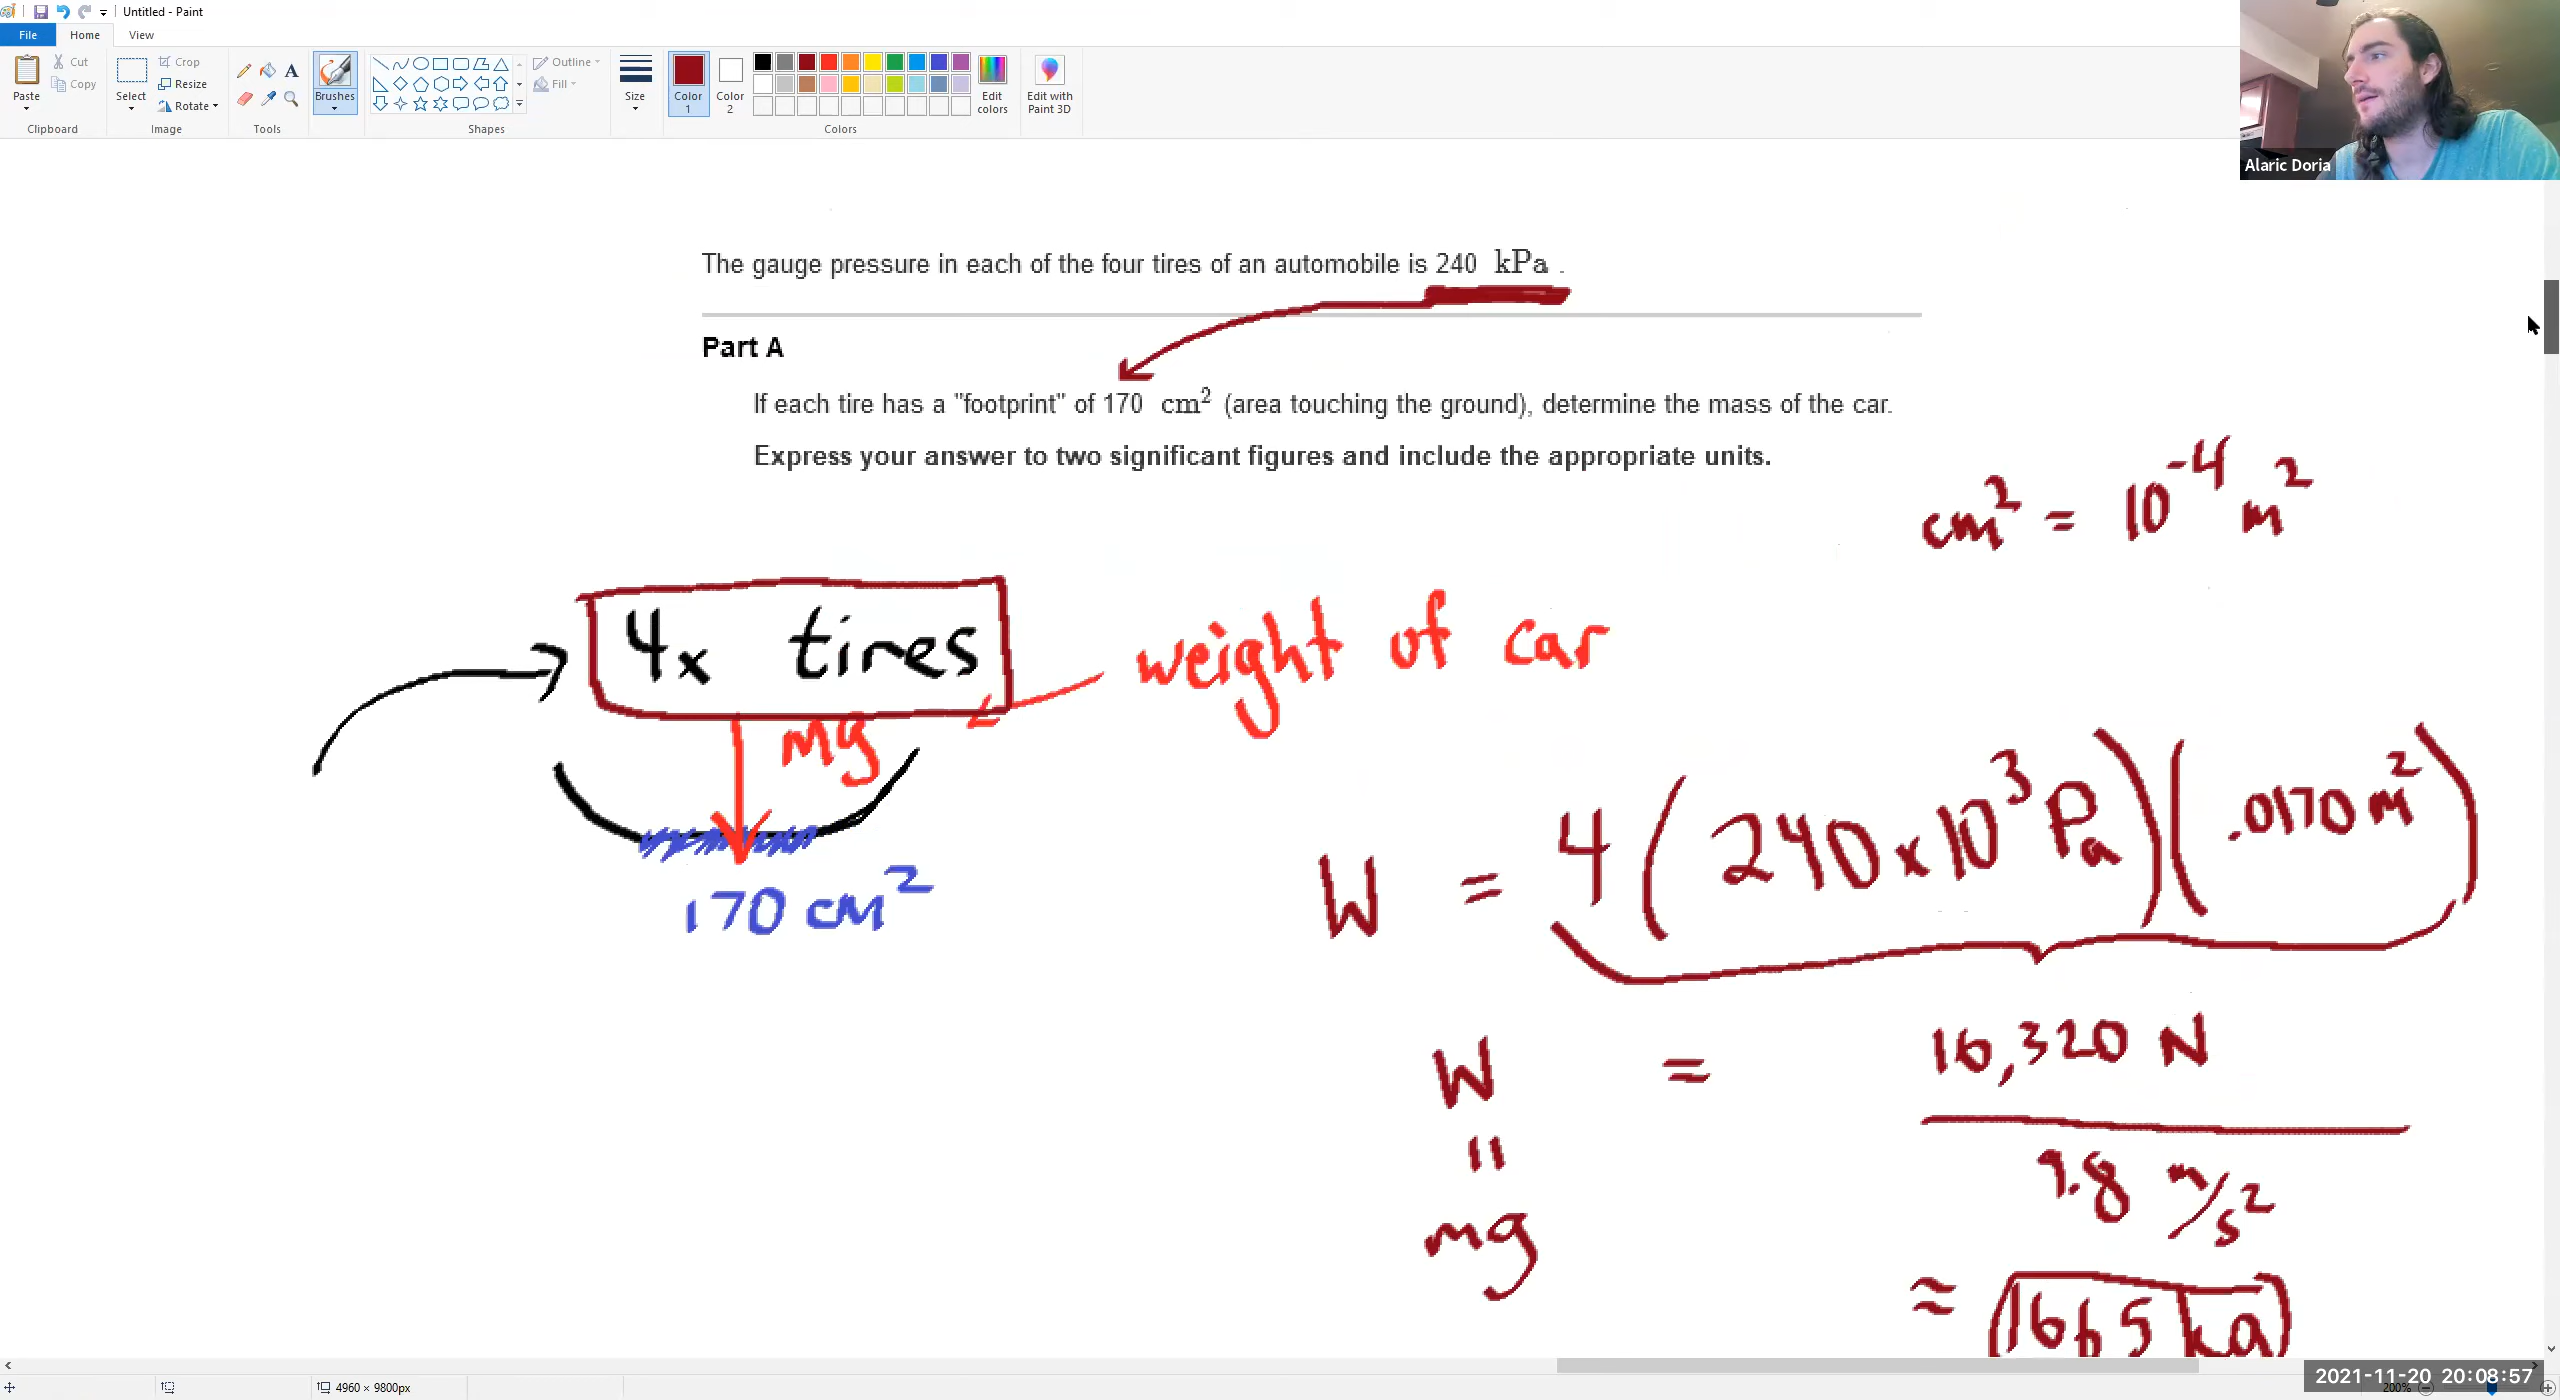 Untitled - Paint
File Home View
Paste
Cut
Copy
Clipboard
Select
Crop
Resize
Rotate
Image
Tools
Brushes
Shapes
Outline
Fill
Size
Color 1
Color 2
Colors
Edit colors
Edit with Paint 3D
Alaric Doria
The gauge pressure in each of the four tires of an automobile is 240 kPa .
Part A
If each tire has a "footprint" of 170 cm² (area touching the ground), determine the mass of the car.
Express your answer to two significant figures and include the appropriate units.
cm² = 10⁻⁴ m²
4x tires
weight of car
mg
170 cm²
W = 4 (240 x 10³ Pa) (.0170 m²)
W = 16,320 N
=
mg
9.8 m/s²
≈ 1665 kg
4960 × 9800px
200%
2021-11-20 20:08:57